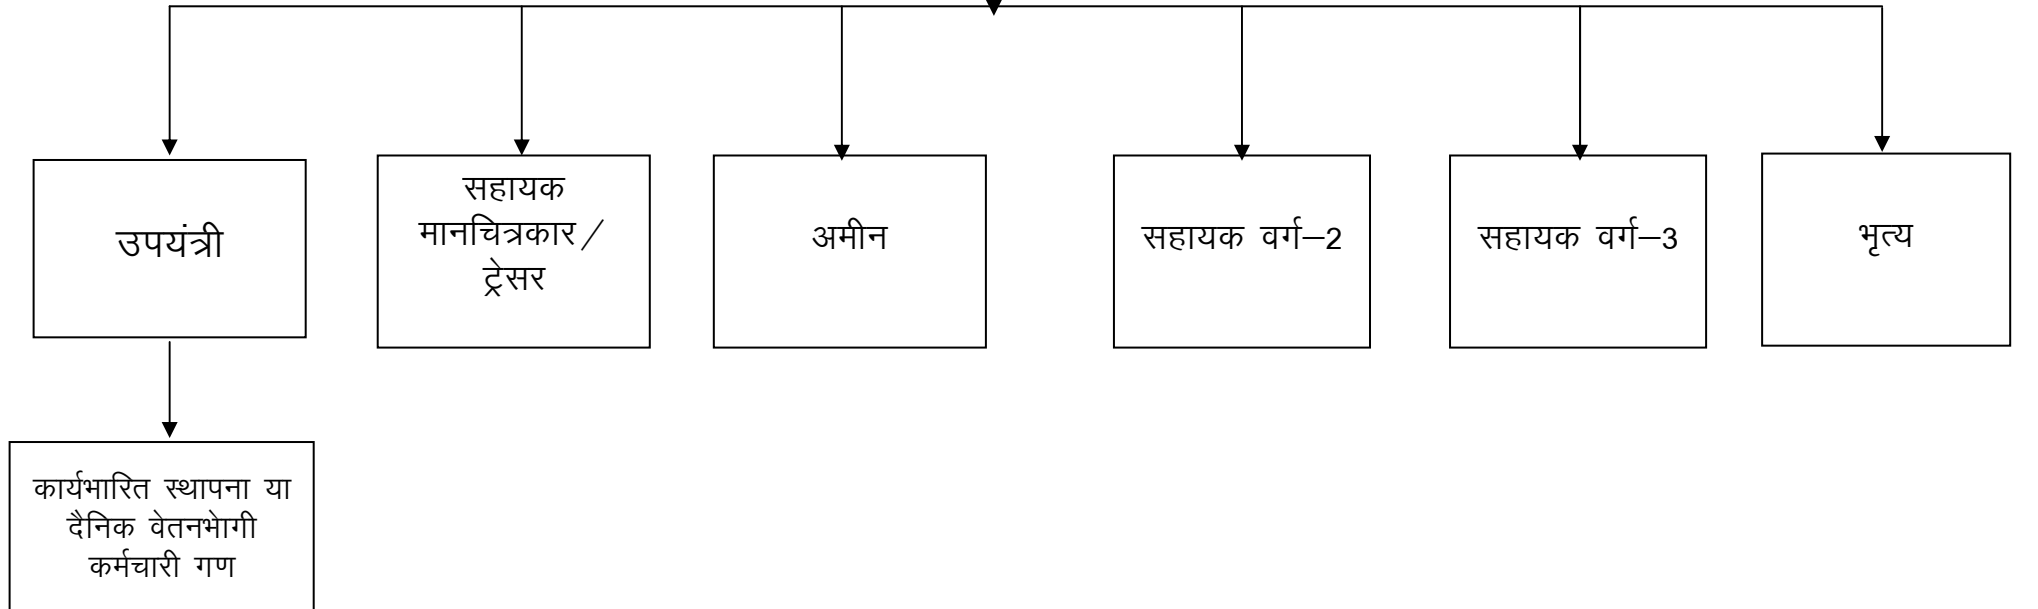 उपयंत्री
सहायक
मानचित्रकार /
ट्रेसर
अमीन
सहायक वर्ग–2
सहायक वर्ग–3
भृत्य
कार्यभारित स्थापना या
दैनिक वेतनभेागी
कर्मचारी गण